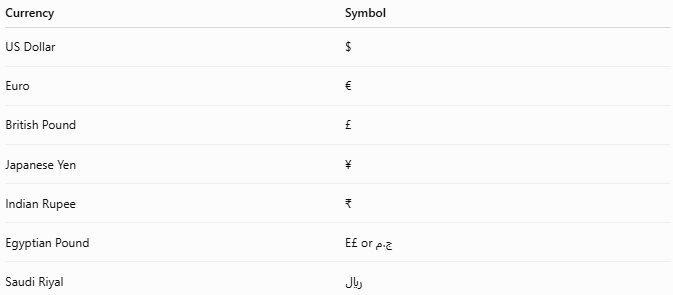 Currency Symbol
US Dollar $
Euro €
British Pound £
Japanese Yen ¥
Indian Rupee ₹
Egyptian Pound E£ or ج.م
Saudi Riyal ريال